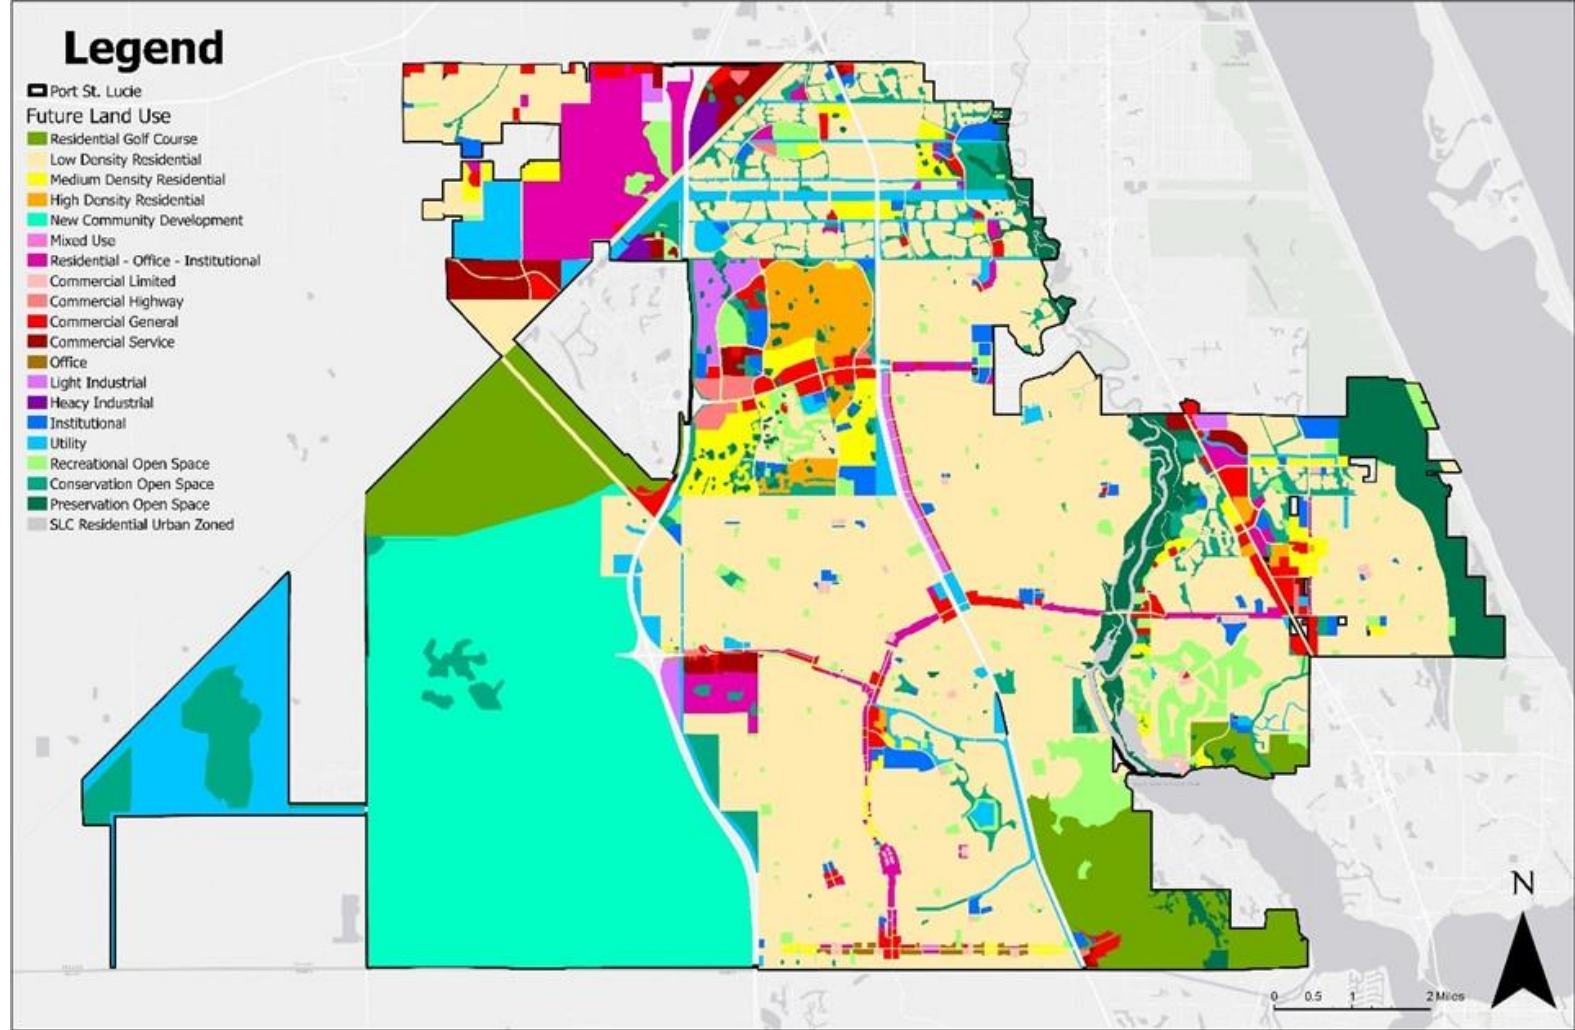 Legend
Port St. Lucie
Future Land Use
Residential Golf Course
Low Density Residential
Medium Density Residential
High Density Residential
New Community Development
Mixed Use
Residential - Office - Institutional
Commercial Limited
Commercial Highway
Commercial General
Commercial Service
Office
Light Industrial
Heacy Industrial
Institutional
Utility
Recreational Open Space
Conservation Open Space
Preservation Open Space
SLC Residential Urban Zoned
N
0 0.5 1 2 Miles